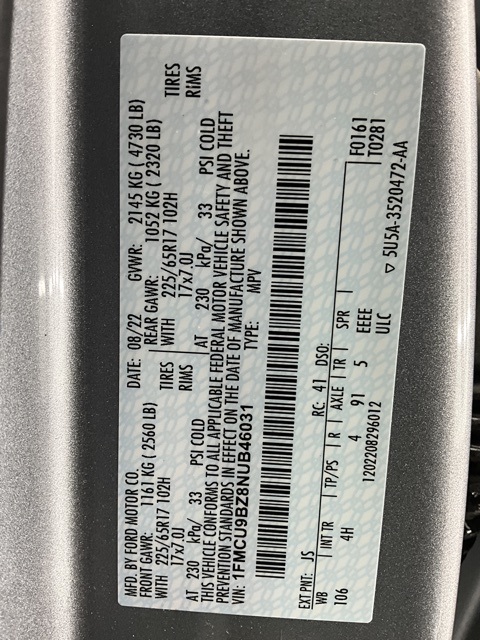 MFD. BY FORD MOTOR CO. DATE: 08/22 GVWR: 2145 KG ( 4730 LB)
FRONT GAWR: 1161 KG ( 2560 LB) REAR GAWR: 1052 KG ( 2320 LB)
WITH 225/65R17 102H TIRES WITH 225/65R17 102H TIRES
17x7.0J RIMS 17x7.0J RiMS
AT 230 kPa/ 33 PSI COLD AT 230 kPa/ 33 PSI COLD
THIS VEHICLE CONFORMS TO ALL APPLICABLE FEDERAL MOTOR VEHICLE SAFETY AND THEFT
PREVENTION STANDARDS IN EFFECT ON THE DATE OF MANUFACTURE SHOWN ABOVE.
VIN: 1FMCU9BZ8NUB46031 TYPE: MPV
EXT PNT: JS RC: 41 DSO: F0161
WB INT TR TP/PS R AXLE TR SPR T0281
106 4H 4 91 5 EEEE
1202208296012 ULC
5U5A-3520472-AA